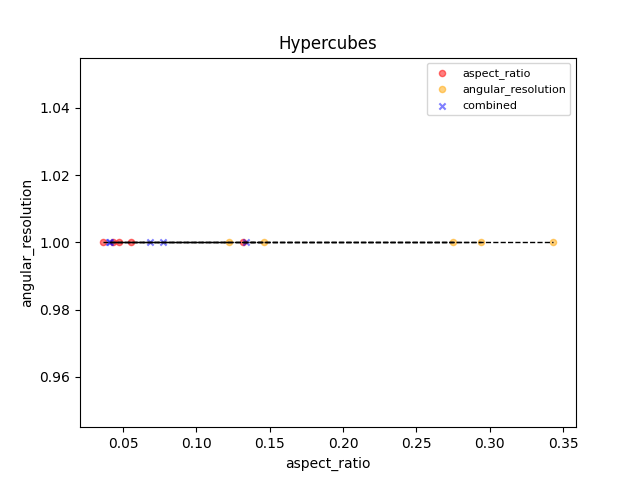 Hypercubes
aspect_ratio
angular_resolution
combined
1.04
1.02
1.00
0.98
0.96
angular_resolution
0.05
0.10
0.15
0.20
0.25
0.30
0.35
aspect_ratio